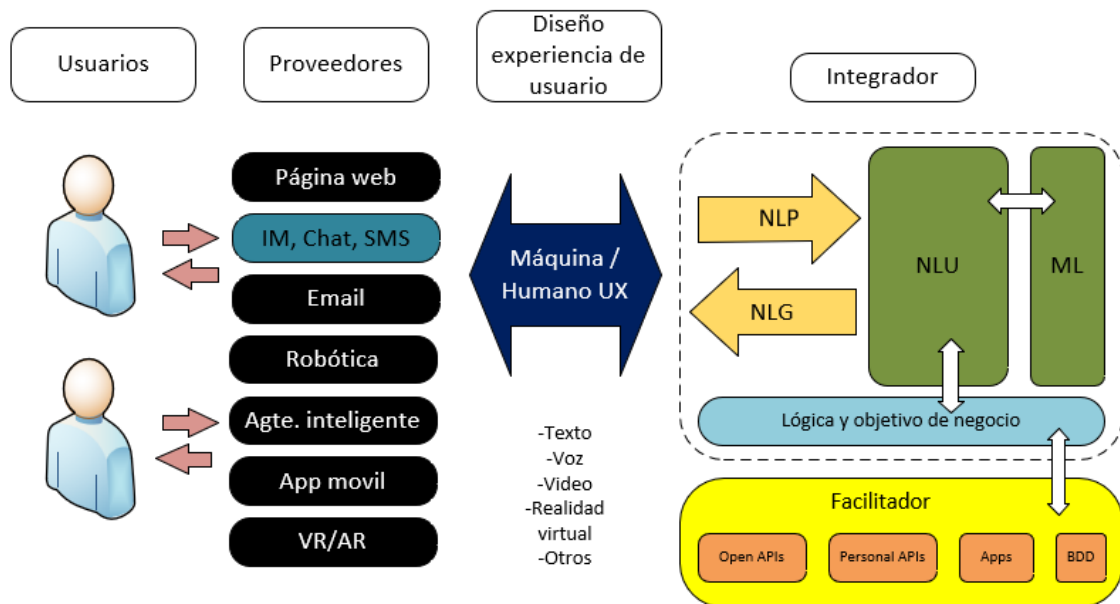 Usuarios
Proveedores
Diseño
experiencia de
usuario
Integrador
Página web
IM, Chat, SMS
Email
Robótica
Agte. inteligente
App movil
VR/AR
Máquina /
Humano UX
-Texto
-Voz
-Video
-Realidad
virtual
-Otros
NLP
NLG
NLU
ML
Lógica y objetivo de negocio
Facilitador
Open APIs
Personal APIs
Apps
BDD